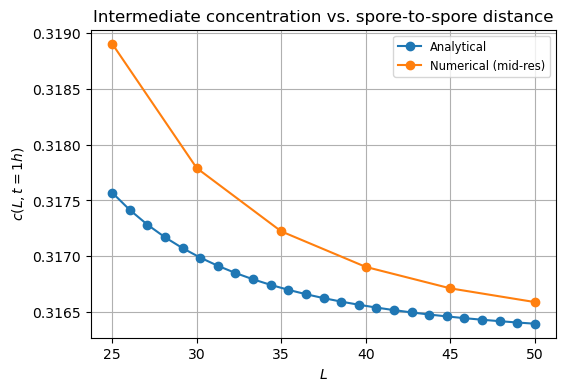 Intermediate concentration vs. spore-to-spore distance
Analytical
Numerical (mid-res)
c(L, t = 1h)
0.3190
0.3185
0.3180
0.3175
0.3170
0.3165
25 30 35 40 45 50
L